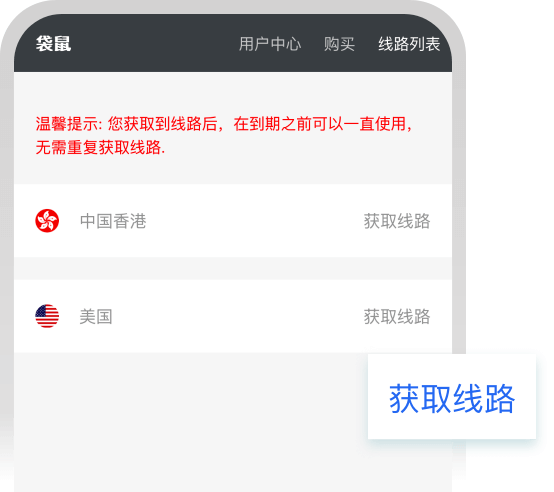 袋鼠 用户中心 购买 线路列表
温馨提示: 您获取到线路后，在到期之前可以一直使用，
无需重复获取线路.
中国香港 获取线路
美国 获取线路
获取线路